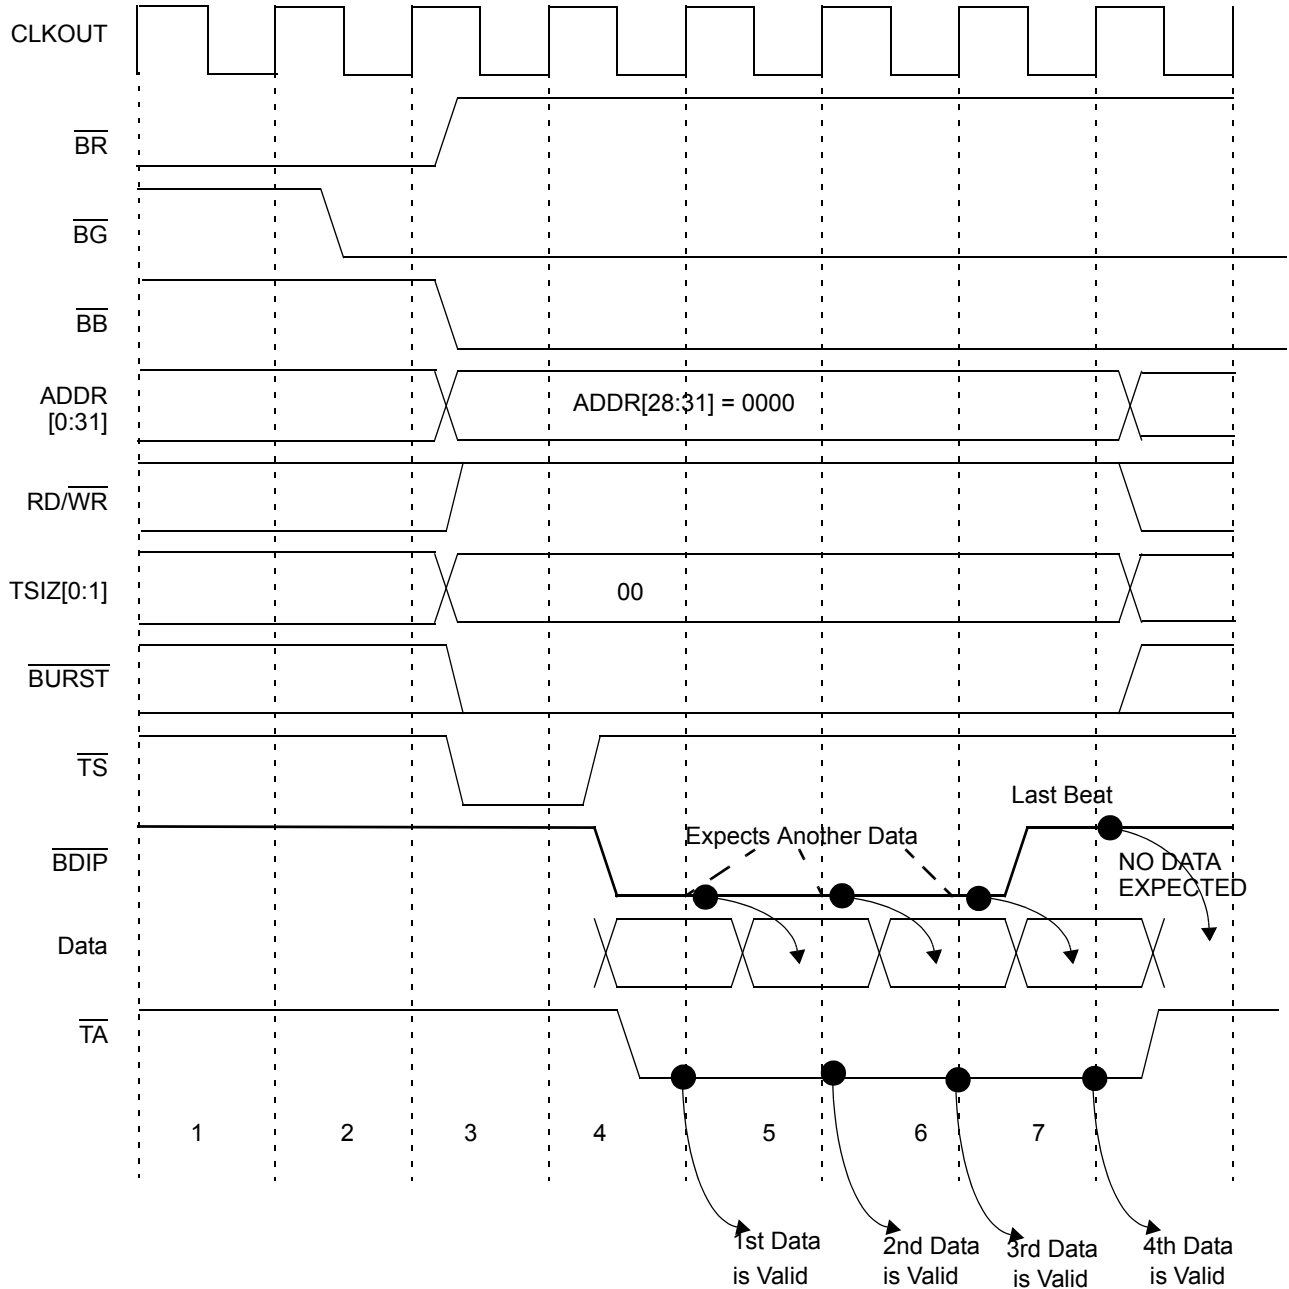 CLKOUT
BR
BG
BB
ADDR
[0:31]
ADDR[28:31] = 0000
RD/WR
TSIZ[0:1]
00
BURST
TS
Last Beat
Expects Another Data
BDIP
NO DATA
EXPECTED
Data
TA
1 2 3 4 5 6 7
1st Data
is Valid
2nd Data
is Valid
3rd Data
is Valid
4th Data
is Valid